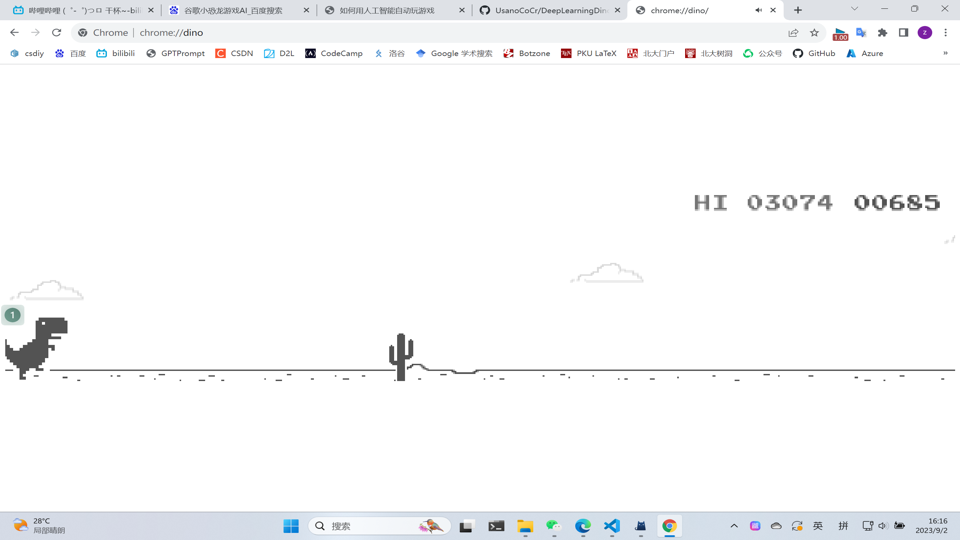 哔哩哔哩 (゜-゜)つロ 干杯~-bili
谷歌小恐龙游戏AI_百度搜索
如何用人工智能自动玩游戏
UsanoCoCr/DeepLearningDin
chrome://dino/
Chrome | chrome://dino
1.00
z
csdiy
百度
bilibili
GPTPrompt
CSDN
D2L
CodeCamp
洛谷
Google 学术搜索
Botzone
PKU LaTeX
北大门户
北大树洞
公众号
GitHub
Azure
»
HI 03074 00685
1
28°C
局部晴朗
搜索
英
拼
16:16
2023/9/2